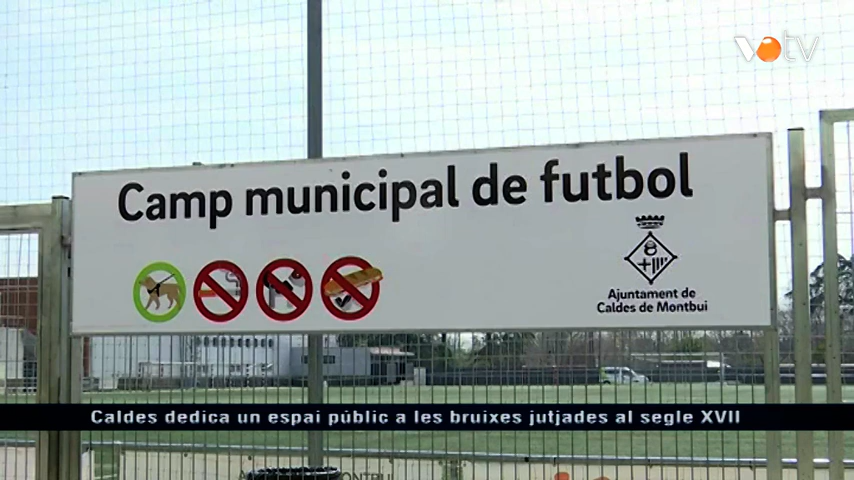 votv
Camp municipal de futbol
Ajuntament de
Caldes de Montbui
Caldes dedica un espai públic a les bruixes jutjades al segle XVII